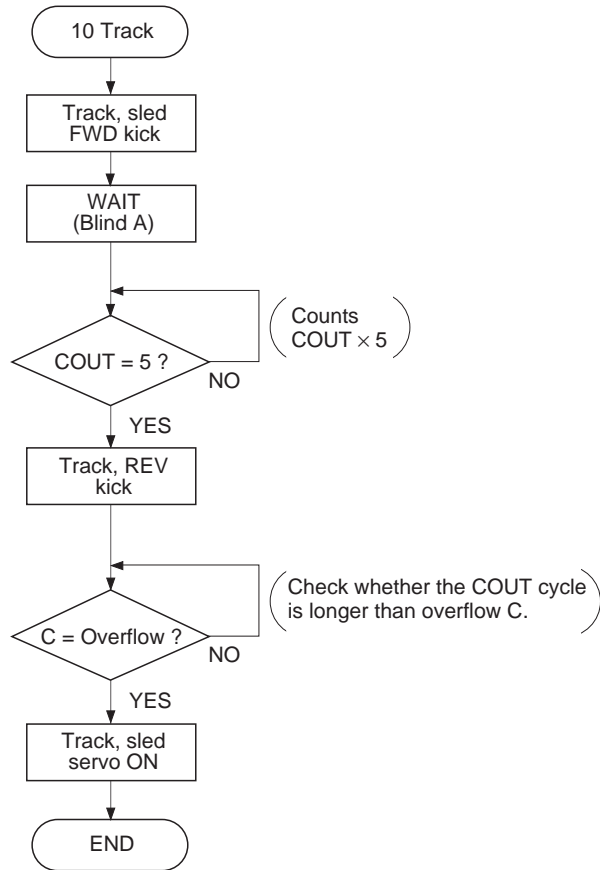 10 Track
Track, sled
FWD kick
WAIT
(Blind A)
Counts
COUT × 5
COUT = 5 ?
NO
YES
Track, REV
kick
Check whether the COUT cycle
is longer than overflow C.
C = Overflow ?
NO
YES
Track, sled
servo ON
END